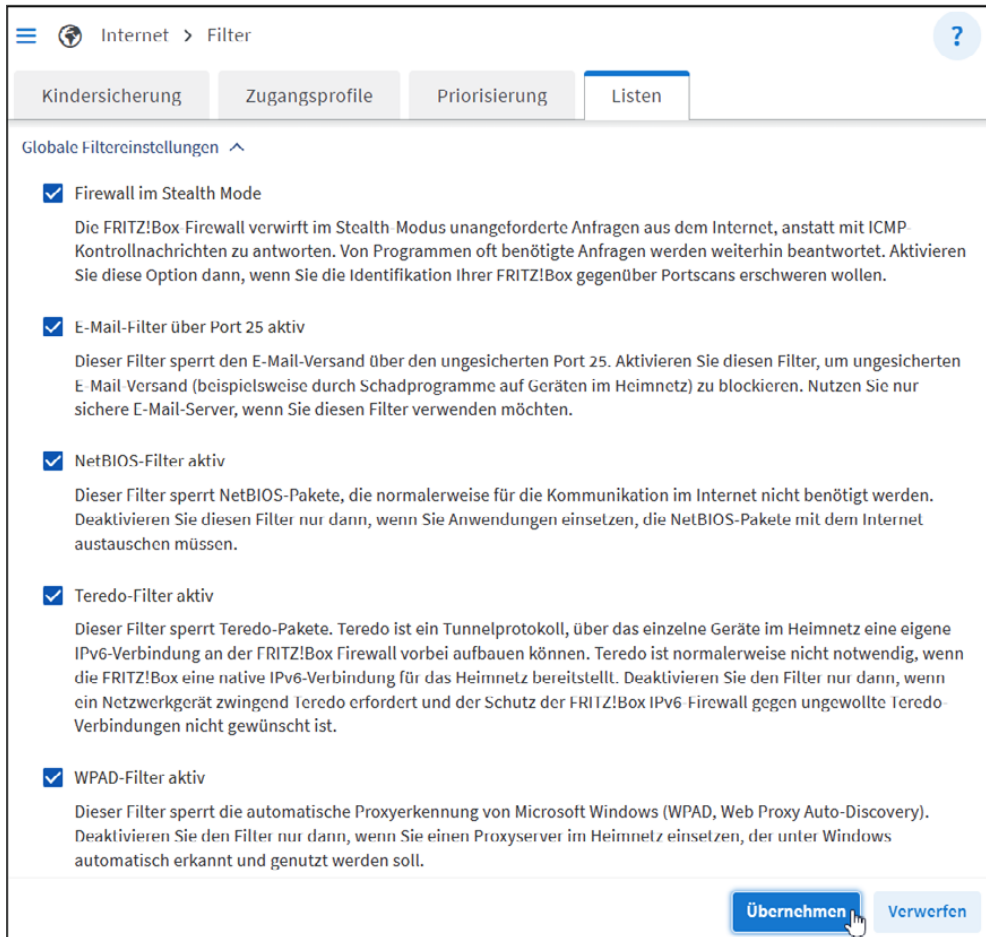 Internet > Filter
?
Kindersicherung
Zugangsprofile
Priorisierung
Listen
Globale Filtereinstellungen
Firewall im Stealth Mode
Die FRITZ!Box-Firewall verwirft im Stealth-Modus unangeforderte Anfragen aus dem Internet, anstatt mit ICMP-
Kontrollnachrichten zu antworten. Von Programmen oft benötigte Anfragen werden weiterhin beantwortet. Aktivieren
Sie diese Option dann, wenn Sie die Identifikation Ihrer FRITZ!Box gegenüber Portscans erschweren wollen.
E-Mail-Filter über Port 25 aktiv
Dieser Filter sperrt den E-Mail-Versand über den ungesicherten Port 25. Aktivieren Sie diesen Filter, um ungesicherten
E-Mail-Versand (beispielsweise durch Schadprogramme auf Geräten im Heimnetz) zu blockieren. Nutzen Sie nur
sichere E-Mail-Server, wenn Sie diesen Filter verwenden möchten.
NetBIOS-Filter aktiv
Dieser Filter sperrt NetBIOS-Pakete, die normalerweise für die Kommunikation im Internet nicht benötigt werden.
Deaktivieren Sie diesen Filter nur dann, wenn Sie Anwendungen einsetzen, die NetBIOS-Pakete mit dem Internet
austauschen müssen.
Teredo-Filter aktiv
Dieser Filter sperrt Teredo-Pakete. Teredo ist ein Tunnelprotokoll, über das einzelne Geräte im Heimnetz eine eigene
IPv6-Verbindung an der FRITZ!Box Firewall vorbei aufbauen können. Teredo ist normalerweise nicht notwendig, wenn
die FRITZ!Box eine native IPv6-Verbindung für das Heimnetz bereitstellt. Deaktivieren Sie den Filter nur dann, wenn
ein Netzwerkgerät zwingend Teredo erfordert und der Schutz der FRITZ!Box IPv6-Firewall gegen ungewollte Teredo-
Verbindungen nicht gewünscht ist.
WPAD-Filter aktiv
Dieser Filter sperrt die automatische Proxyerkennung von Microsoft Windows (WPAD, Web Proxy Auto-Discovery).
Deaktivieren Sie den Filter nur dann, wenn Sie einen Proxyserver im Heimnetz einsetzen, der unter Windows
automatisch erkannt und genutzt werden soll.
Übernehmen
Verwerfen